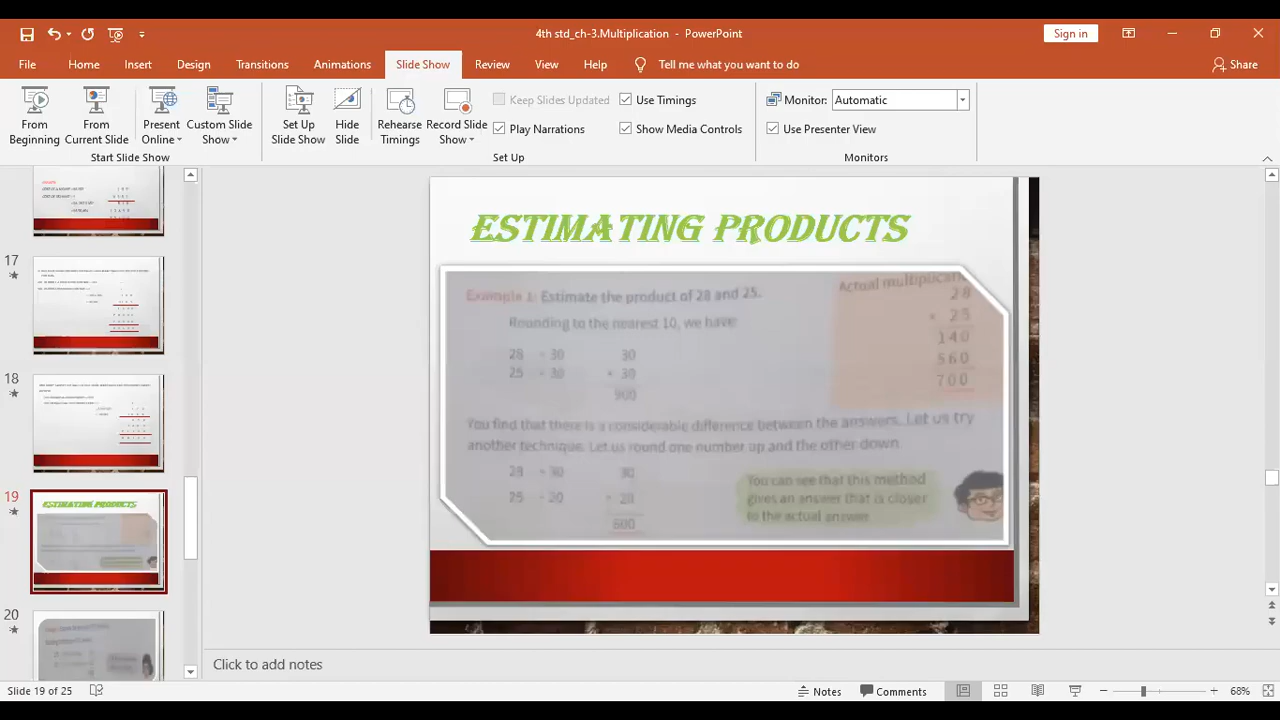 4th std_ch-3.Multiplication - PowerPoint
Sign in
File Home Insert Design Transitions Animations Slide Show Review View Help Tell me what you want to do Share
From Beginning
From Current Slide
Present Online
Custom Slide Show
Set Up Slide Show
Hide Slide
Rehearse Timings
Record Slide Show
Keep Slides Updated
Play Narrations
Use Timings
Show Media Controls
Monitor: Automatic
Use Presenter View
Start Slide Show
Set Up
Monitors
17
18
19
ESTIMATING PRODUCTS
20
ESTIMATING PRODUCTS
Example : Estimate the product of 28 and 25.
Rounding to the nearest 10, we have
28 - 30 30
25 - 30 × 30
900
Actual multiplicatio
28
× 25
140
560
700
You find that there is a considerable difference between the answers. Let us try
another technique. Let us round one number up and the other down
28 - 30 30
25 - 20 × 20
600
You can see that this method
gives an answer that is closer
to the actual answer
Click to add notes
Slide 19 of 25
Notes
Comments
68%